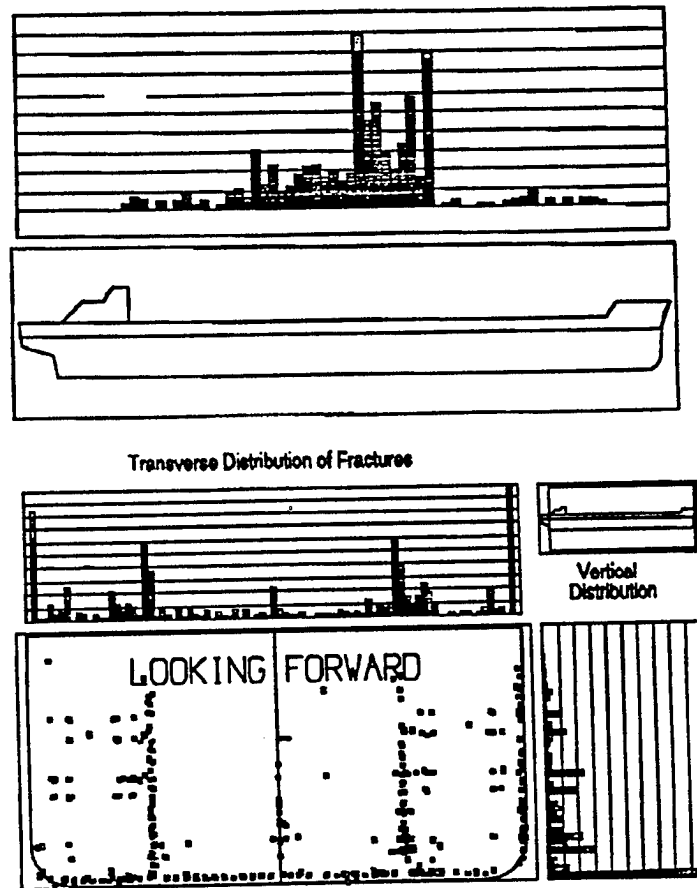 Transverse Distribution of Fractures
Vertical
Distribution
LOOKING FORWARD